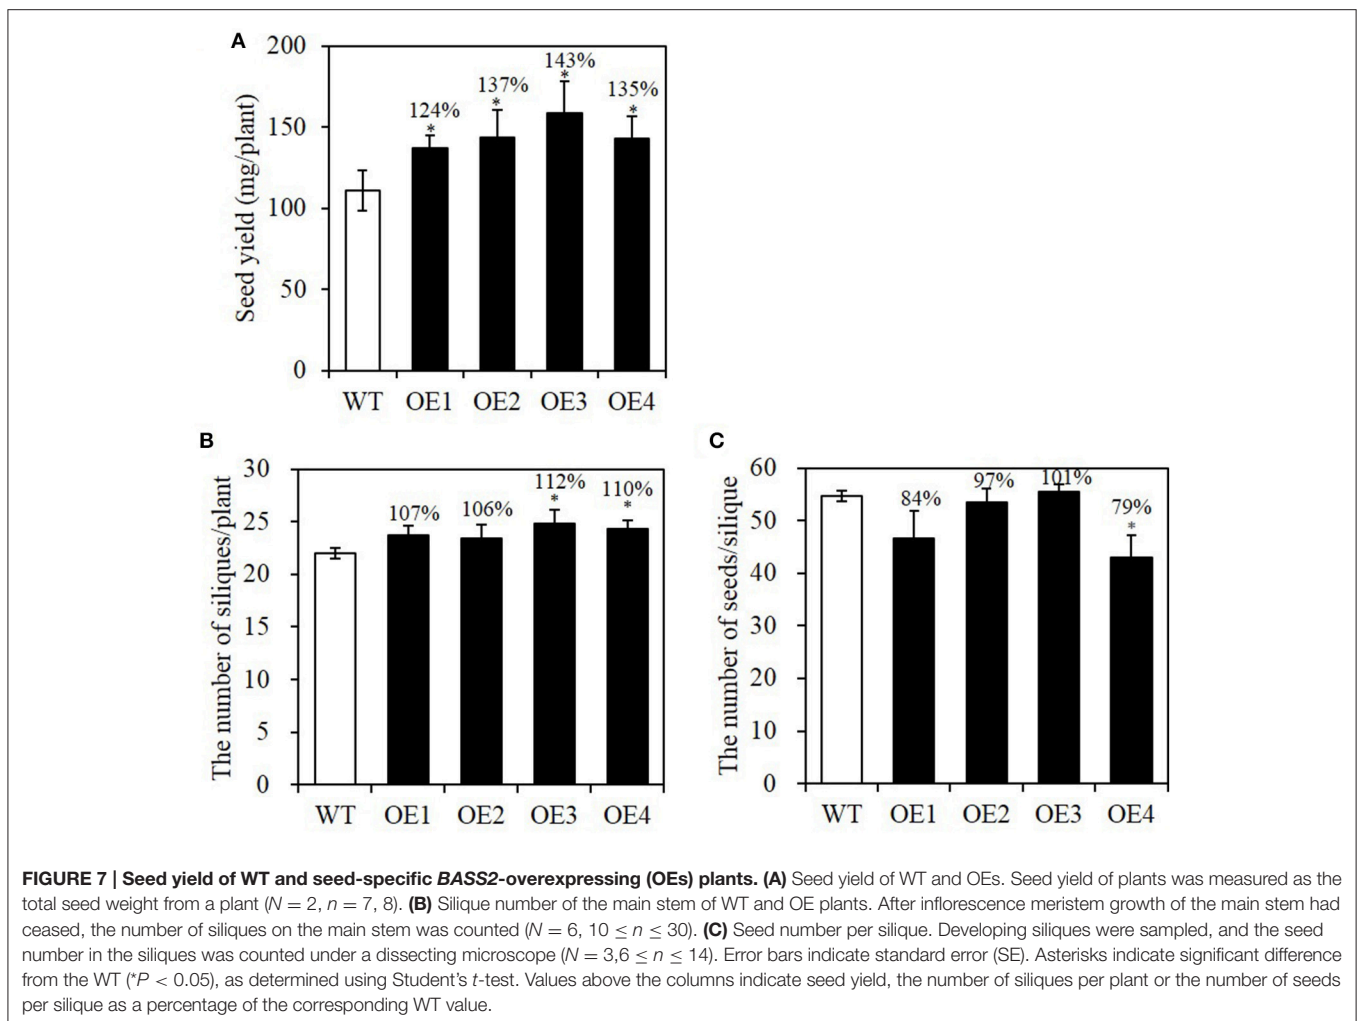 A
200
150
100
50
0
Seed yield (mg/plant)
124%
*
137%
*
143%
*
135%
*
WT OE1 OE2 OE3 OE4
B
30
25
20
15
10
5
0
The number of siliques/plant
107%
106%
112%
*
110%
*
WT OE1 OE2 OE3 OE4
C
60
50
40
30
20
10
0
The number of seeds/silique
84%
97%
101%
79%
*
WT OE1 OE2 OE3 OE4
FIGURE 7 | Seed yield of WT and seed-specific BASS2-overexpressing (OEs) plants. (A) Seed yield of WT and OEs. Seed yield of plants was measured as the
total seed weight from a plant (N = 2, n = 7, 8). (B) Silique number of the main stem of WT and OE plants. After inflorescence meristem growth of the main stem had
ceased, the number of siliques on the main stem was counted (N = 6, 10 ≤ n ≤ 30). (C) Seed number per silique. Developing siliques were sampled, and the seed
number in the siliques was counted under a dissecting microscope (N = 3,6 ≤ n ≤ 14). Error bars indicate standard error (SE). Asterisks indicate significant difference
from the WT (*P < 0.05), as determined using Student's t-test. Values above the columns indicate seed yield, the number of siliques per plant or the number of seeds
per silique as a percentage of the corresponding WT value.